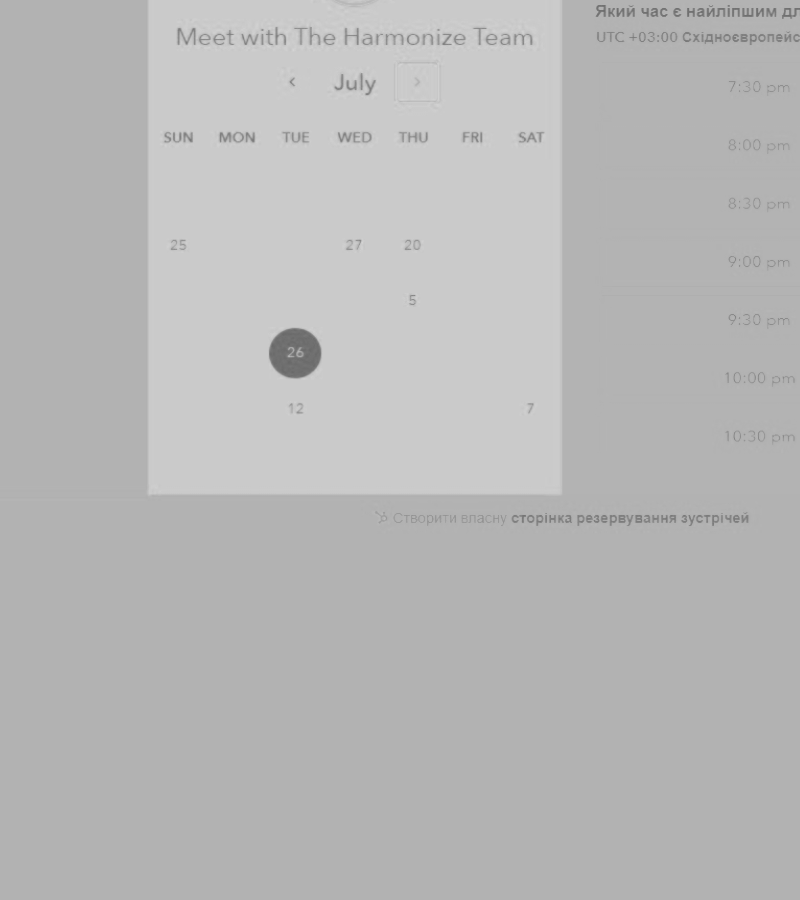 Meet with The Harmonize Team
July
SUN MON TUE WED THU FRI SAT
25 27 20
5
26
12 7
Який час є найліпшим
UTC +03:00
7:30 pm
8:00 pm
8:30 pm
9:00 pm
9:30 pm
10:00 pm
10:30 pm
Створити власну сторінка резервування зустрічей